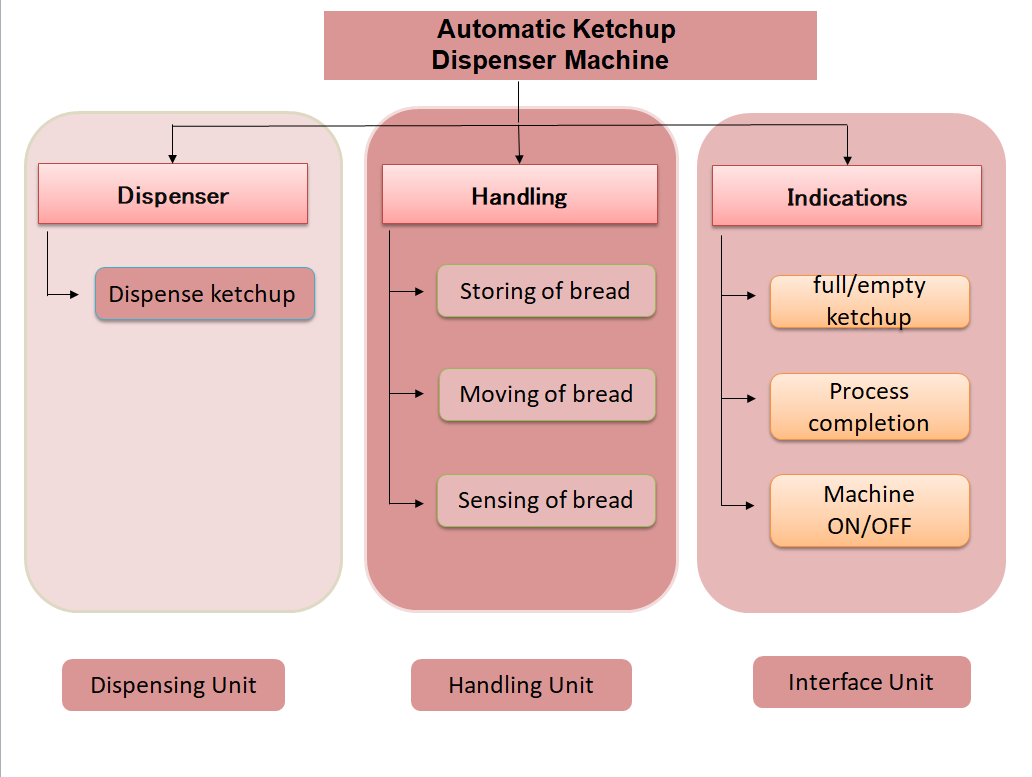 Automatic Ketchup
Dispenser Machine
Dispenser
Dispense ketchup
Handling
Storing of bread
Moving of bread
Sensing of bread
Indications
full/empty
ketchup
Process
completion
Machine
ON/OFF
Dispensing Unit
Handling Unit
Interface Unit